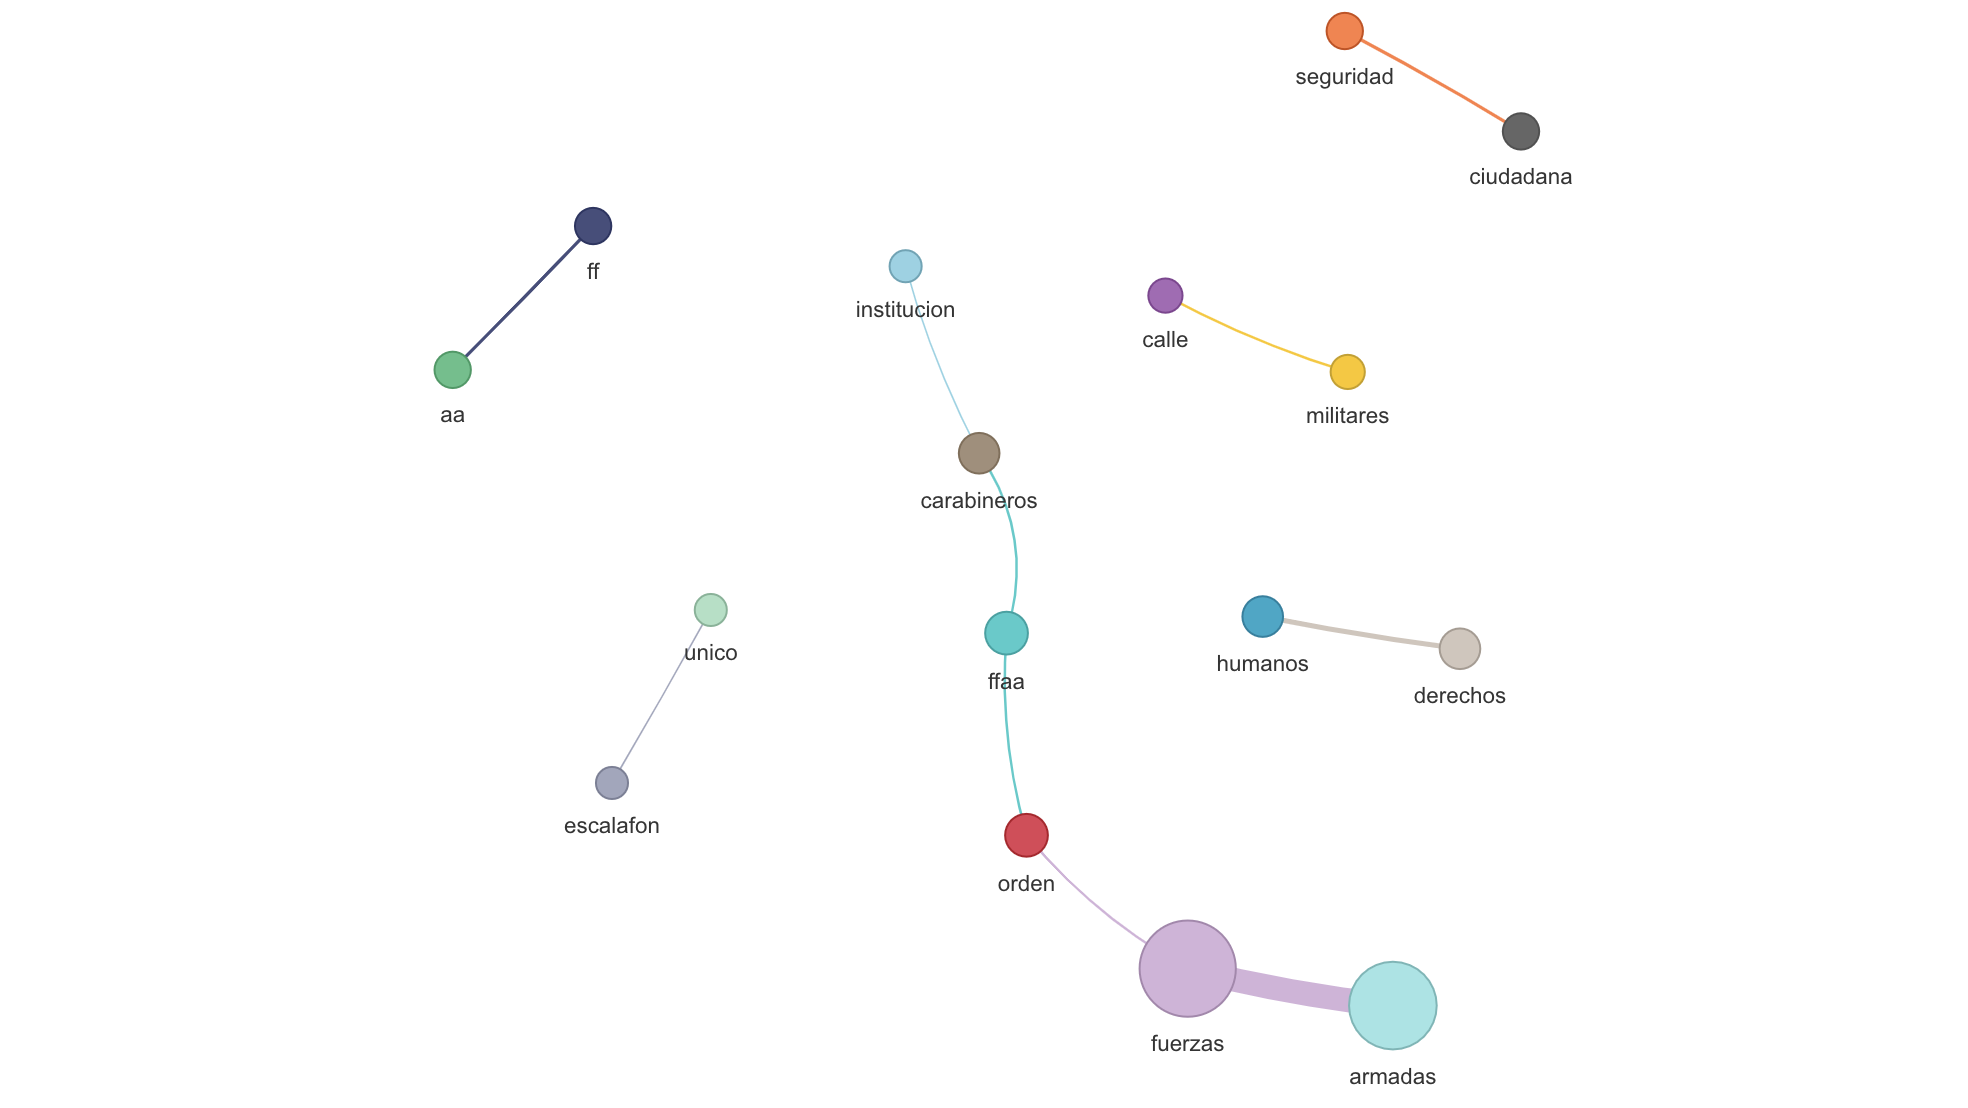 seguridad
ciudadana
ff
institucion
calle
aa
militares
carabineros
unico
humanos
ffaa
derechos
escalafon
orden
fuerzas
armadas